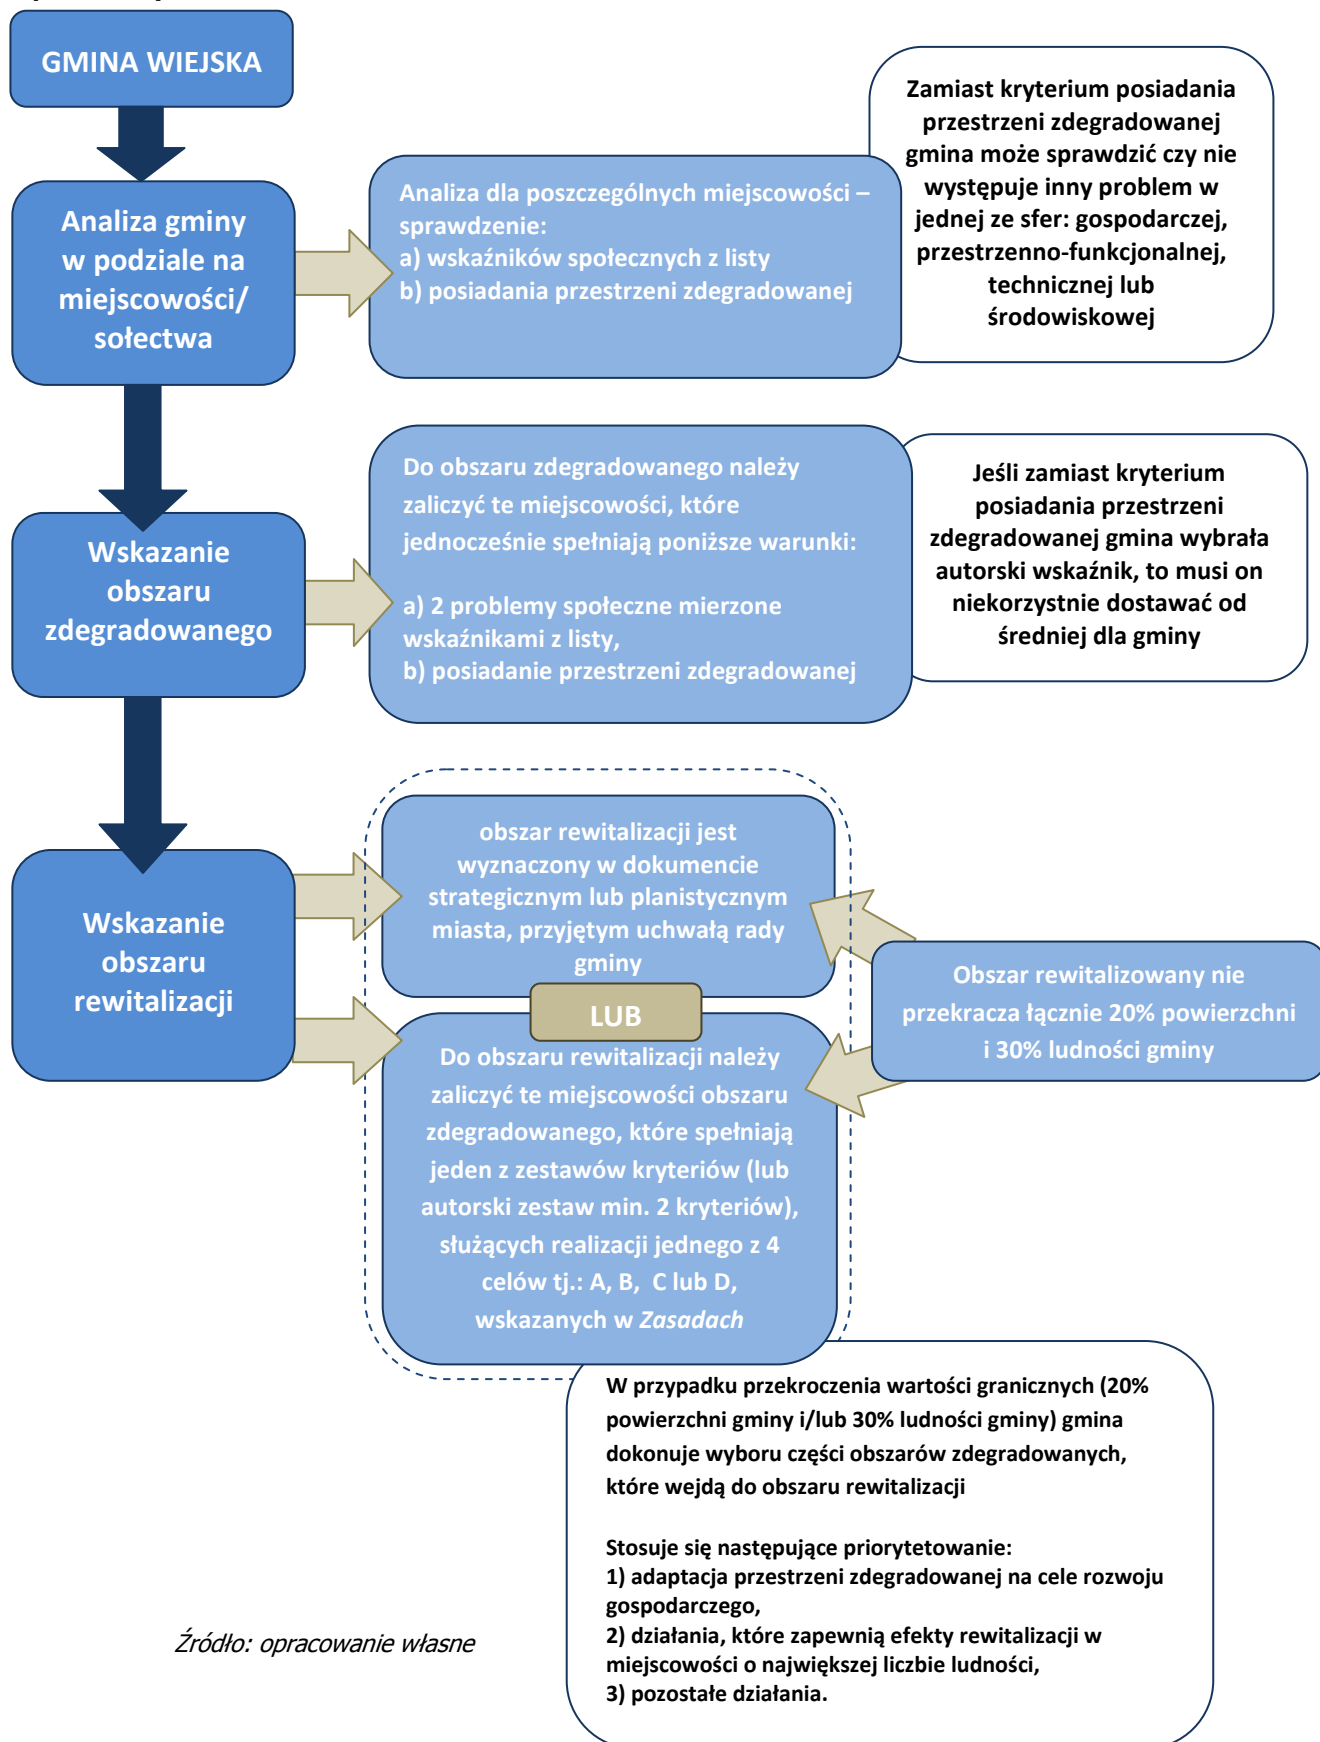 GMINA WIEJSKA
Zamiast kryterium posiadania
przestrzeni zdegradowanej
gmina może sprawdzić czy nie
występuje inny problem w
jednej ze sfer: gospodarczej,
przestrzenno-funkcjonalnej,
technicznej lub
środowiskowej
Analiza gminy
w podziale na
miejscowości/
sołectwa
Analiza dla poszczególnych miejscowości –
sprawdzenie:
a) wskaźników społecznych z listy
b) posiadania przestrzeni zdegradowanej
Wskazanie
obszaru
zdegradowanego
Do obszaru zdegradowanego należy
zaliczyć te miejscowości, które
jednocześnie spełniają poniższe warunki:
a) 2 problemy społeczne mierzone
wskaźnikami z listy,
b) posiadanie przestrzeni zdegradowanej
Jeśli zamiast kryterium
posiadania przestrzeni
zdegradowanej gmina wybrała
autorski wskaźnik, to musi on
niekorzystnie dostawać od
średniej dla gminy
Wskazanie
obszaru
rewitalizacji
obszar rewitalizacji jest
wyznaczony w dokumencie
strategicznym lub planistycznym
miasta, przyjętym uchwałą rady
gminy
LUB
Do obszaru rewitalizacji należy
zaliczyć te miejscowości obszaru
zdegradowanego, które spełniają
jeden z zestawów kryteriów (lub
autorski zestaw min. 2 kryteriów),
służących realizacji jednego z 4
celów tj.: A, B, C lub D,
wskazanych w Zasadach
Obszar rewitalizowany nie
przekracza łącznie 20% powierzchni
i 30% ludności gminy
W przypadku przekroczenia wartości granicznych (20%
powierzchni gminy i/lub 30% ludności gminy) gmina
dokonuje wyboru części obszarów zdegradowanych,
które wejdą do obszaru rewitalizacji
Stosuje się następujące priorytetowanie:
1) adaptacja przestrzeni zdegradowanej na cele rozwoju
gospodarczego,
2) działania, które zapewnią efekty rewitalizacji w
miejscowości o największej liczbie ludności,
3) pozostałe działania.
Źródło: opracowanie własne